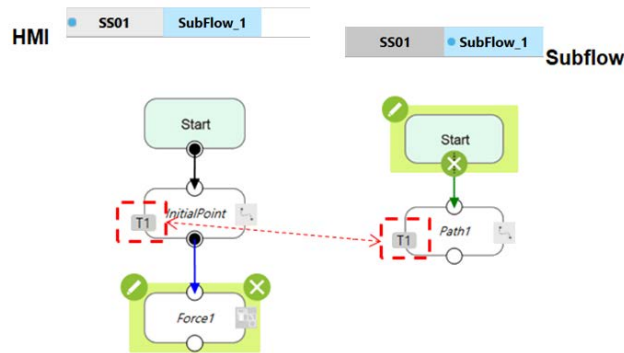 HMI
SS01 SubFlow_1
SS01 SubFlow_1
Subflow
Start
Start
InitialPoint
T1
Path1
T1
Force1